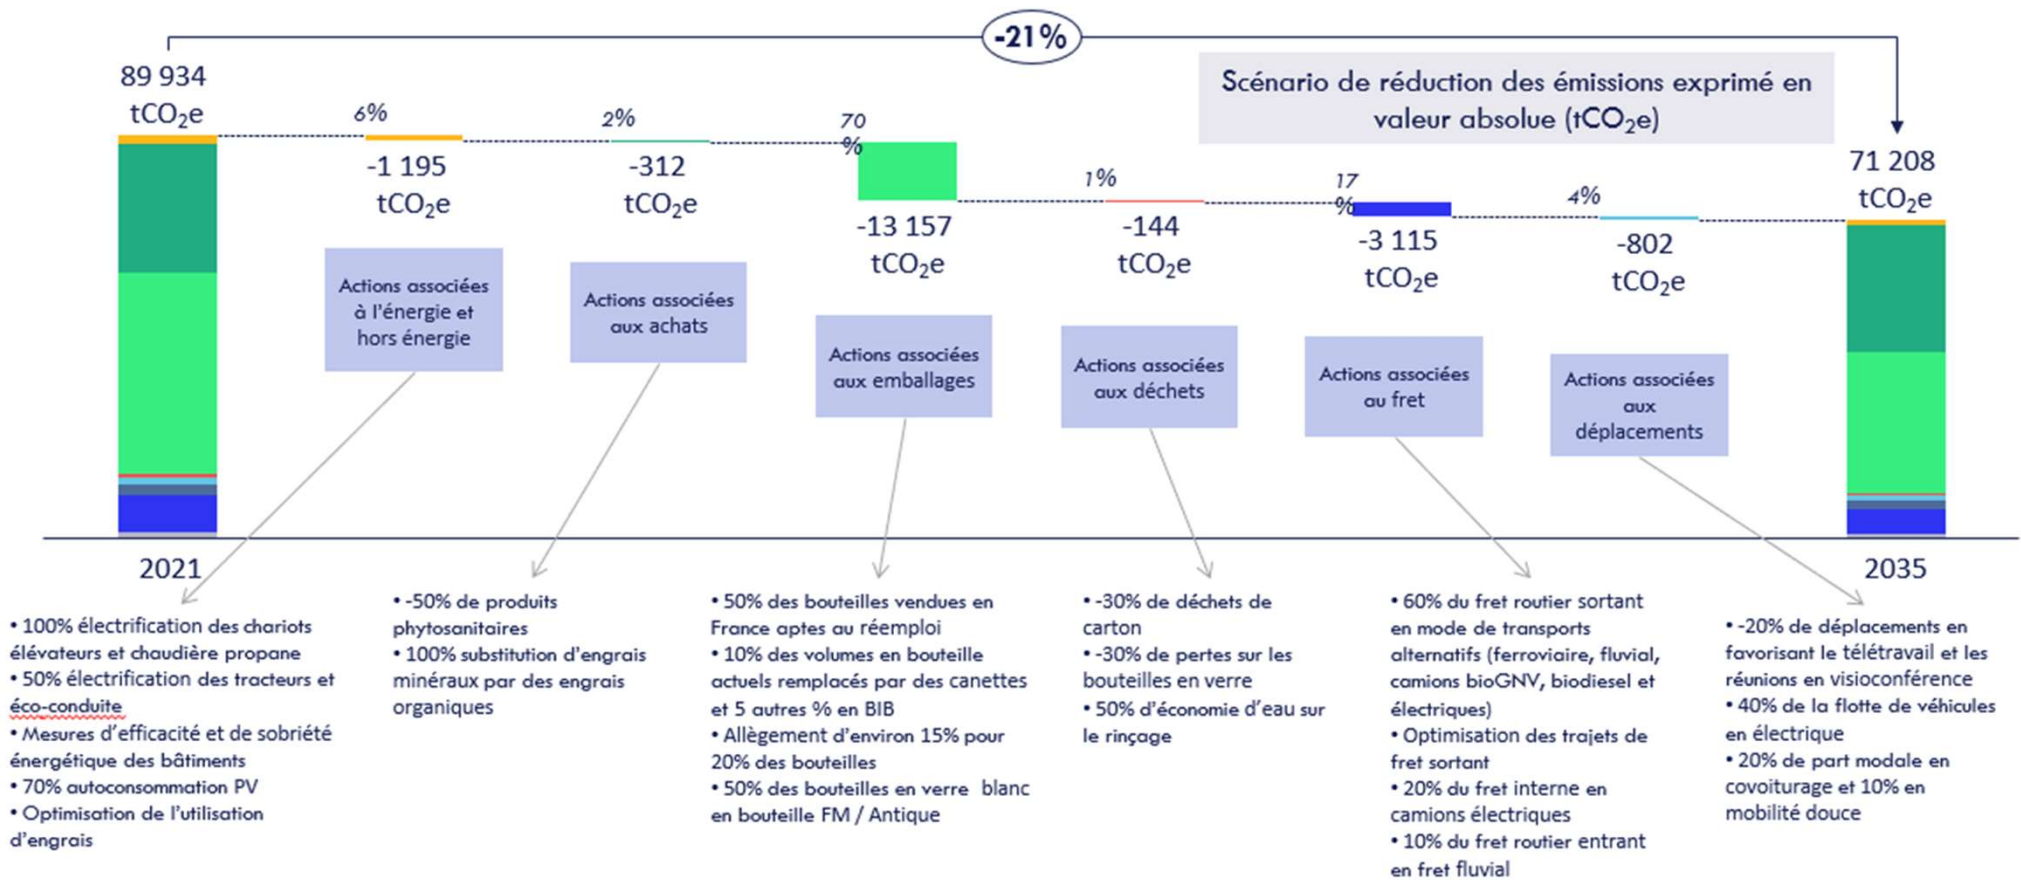 -21%
Scénario de réduction des émissions exprimé en
valeur absolue (tCO₂e)
89 934
tCO₂e
6%
-1 195
tCO₂e
2%
-312
tCO₂e
70
%
-13 157
tCO₂e
1%
-144
tCO₂e
17
%
-3 115
tCO₂e
4%
-802
tCO₂e
71 208
tCO₂e
Actions associées
à l'énergie et
hors énergie
Actions associées
aux achats
Actions associées
aux emballages
Actions associées
aux déchets
Actions associées
au fret
Actions associées
aux
déplacements
2021
2035
• 100% électrification des chariots
élévateurs et chaudière propane
• 50% électrification des tracteurs et
éco-conduite
• Mesures d'efficacité et de sobriété
énergétique des bâtiments
• 70% autoconsommation PV
• Optimisation de l'utilisation
d'engrais
• -50% de produits
phytosanitaires
• 100% substitution d'engrais
minéraux par des engrais
organiques
• 50% des bouteilles vendues en
France aptes au réemploi
• 10% des volumes en bouteille
actuels remplacés par des canettes
et 5 autres % en BIB
• Allègement d'environ 15% pour
20% des bouteilles
• 50% des bouteilles en verre blanc
en bouteille FM / Antique
• -30% de déchets de
carton
• -30% de pertes sur les
bouteilles en verre
• 50% d'économie d'eau sur
le rinçage
• 60% du fret routier sortant
en mode de transports
alternatifs (ferroviaire, fluvial,
camions bioGNV, biodiesel et
électriques)
• Optimisation des trajets de
fret sortant
• 20% du fret interne en
camions électriques
• 10% du fret routier entrant
en fret fluvial
• -20% de déplacements en
favorisant le télétravail et les
réunions en visioconférence
• 40% de la flotte de véhicules
en électrique
• 20% de part modale en
covoiturage et 10% en
mobilité douce